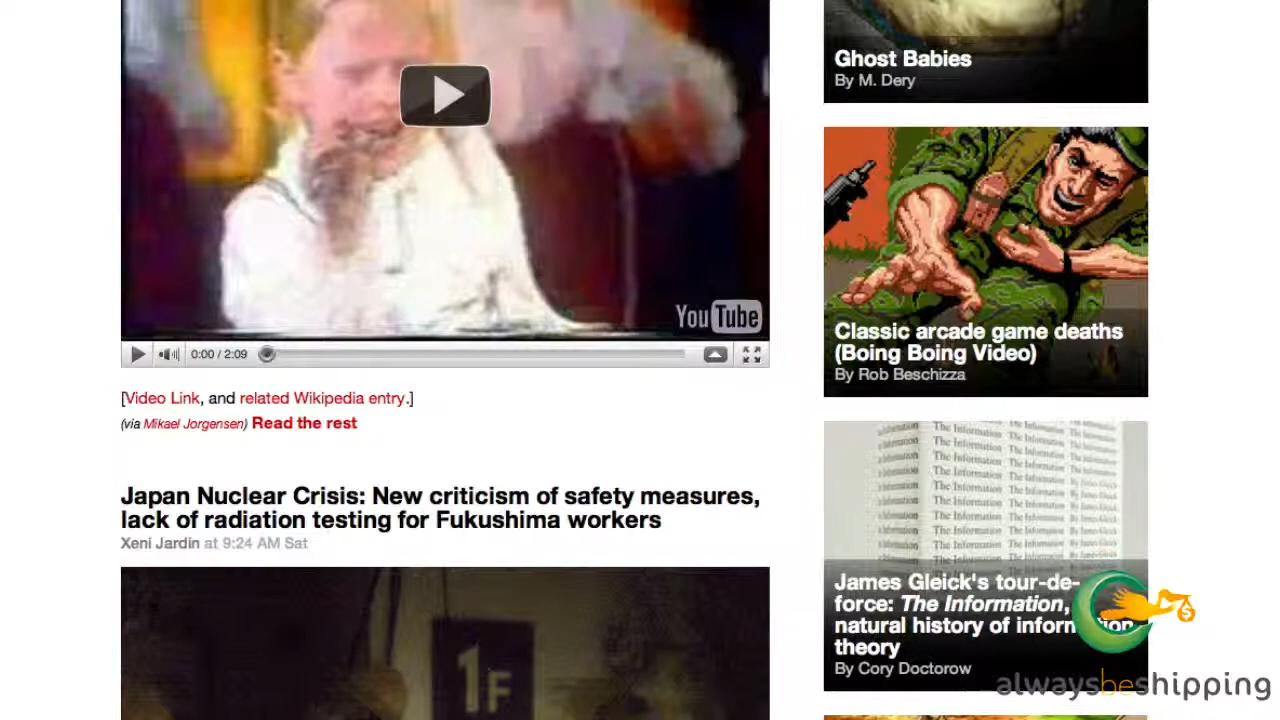 YouTube
0:00 / 2:09
[Video Link, and related Wikipedia entry.]
(via Mikael Jorgensen) Read the rest
Japan Nuclear Crisis: New criticism of safety measures,
lack of radiation testing for Fukushima workers
Xeni Jardin at 9:24 AM Sat
1F
Ghost Babies
By M. Dery
Classic arcade game deaths
(Boing Boing Video)
By Rob Beschizza
The Information
James Gleick's tour-de-
force: The Information,
natural history of information
theory
By Cory Doctorow
alwaysbeshipping